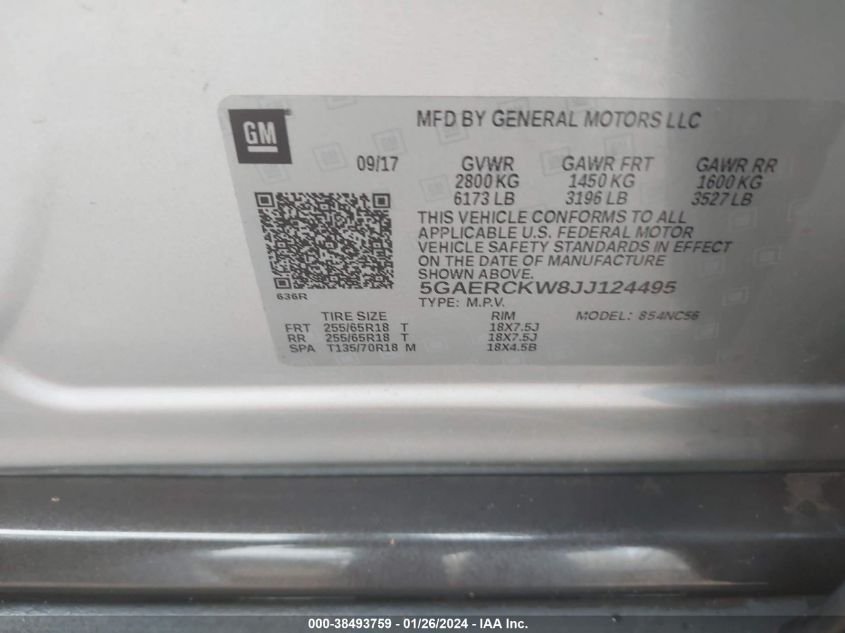 GM
MFD BY GENERAL MOTORS LLC
09/17 GVWR GAWR FRT GAWR RR
2800 KG 1450 KG 1600 KG
6173 LB 3196 LB 3527 LB
THIS VEHICLE CONFORMS TO ALL
APPLICABLE U.S. FEDERAL MOTOR
VEHICLE SAFETY STANDARDS IN EFFECT
ON THE DATE OF MANUFACTURE
SHOWN ABOVE.
636R
5GAERCKW8JJ124495
TYPE: M.P.V. MODEL: 854NC56
TIRE SIZE RIM
FRT 255/65R18 T 18X7.5J
RR 255/65R18 T 18X7.5J
SPA T135/70R18 M 18X4.5B
000-38493759 - 01/26/2024 - IAA Inc.